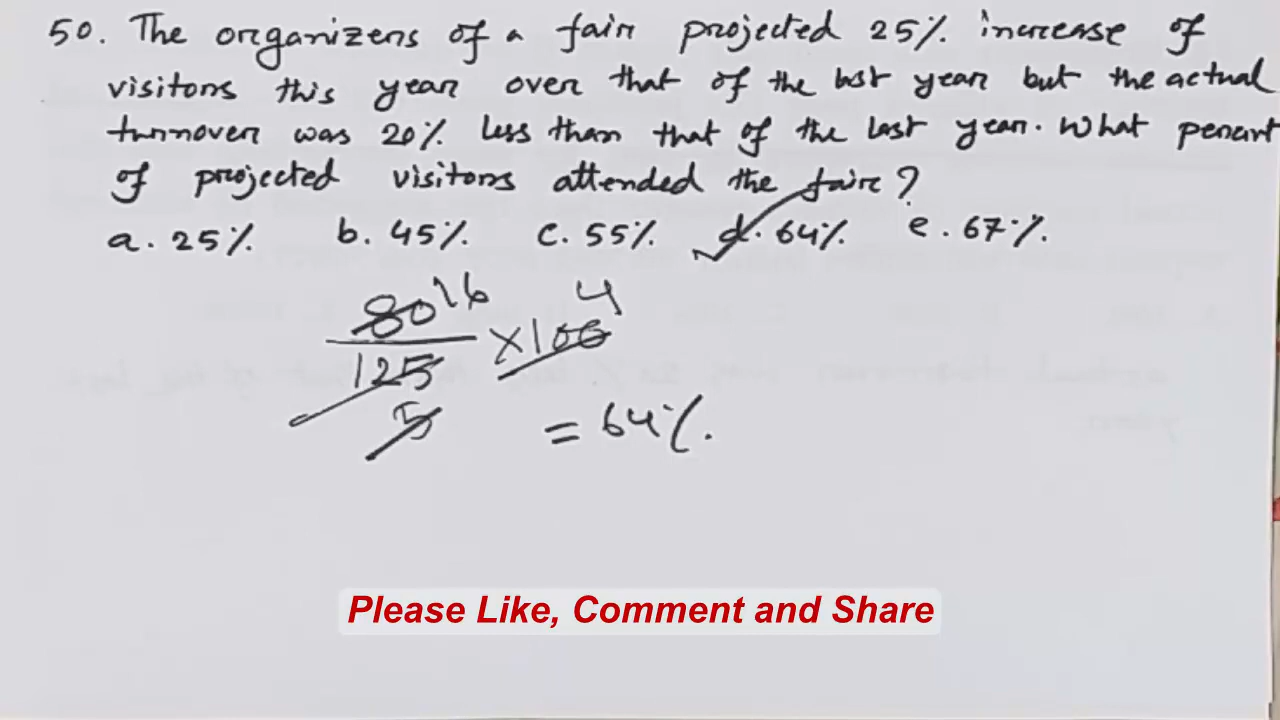 50. The organizers of a fair projected 25% increase of
visitors this year over that of the last year but the actual
turnover was 20% less than that of the last year. What percent
of projected visitors attended the fair?
a. 25% b. 45% c. 55% d. 64% e. 67%.
80 16 4
125 ×100
5 = 64%.
Please Like, Comment and Share